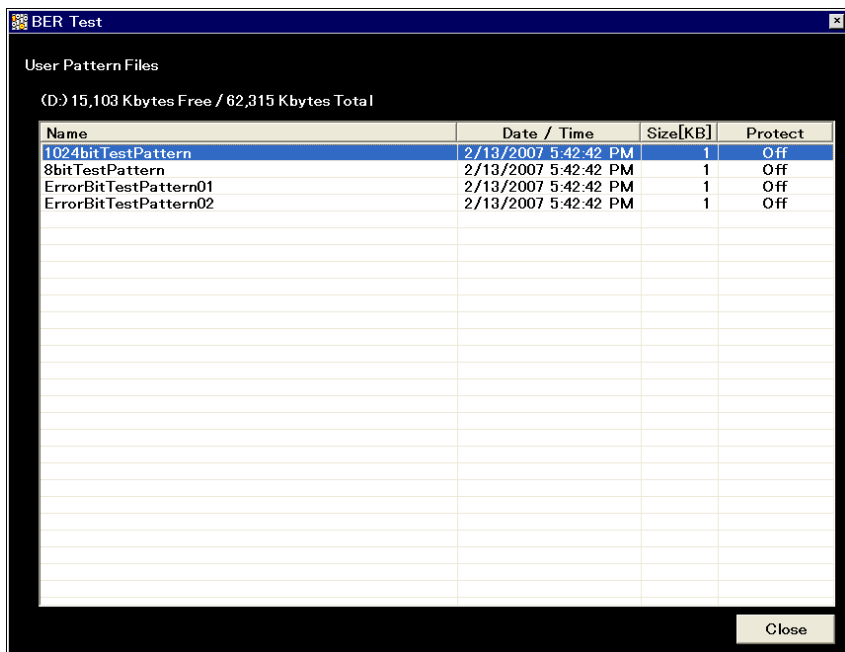 BER Test
User Pattern Files
(D:) 15,103 Kbytes Free / 62,315 Kbytes Total
Name Date / Time Size[KB] Protect
1024bitTestPattern 2/13/2007 5:42:42 PM 1 Off
8bitTestPattern 2/13/2007 5:42:42 PM 1 Off
ErrorBitTestPattern01 2/13/2007 5:42:42 PM 1 Off
ErrorBitTestPattern02 2/13/2007 5:42:42 PM 1 Off
Close